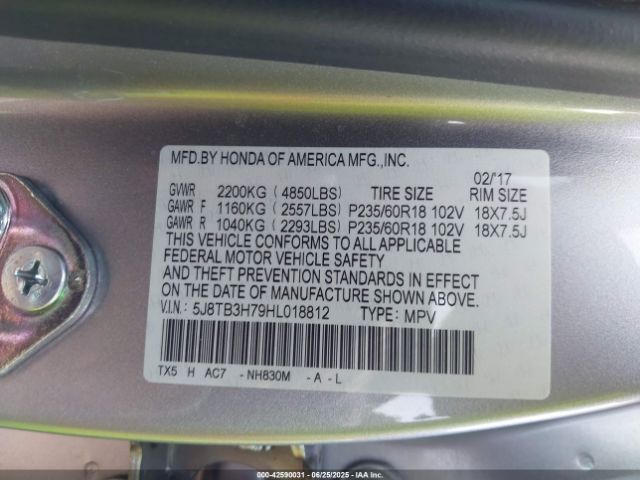 MFD.BY HONDA OF AMERICA MFG.,INC.
02/'17
GVWR 2200KG ( 4850LBS) TIRE SIZE RIM SIZE
GAWR F 1160KG ( 2557LBS) P235/60R18 102V 18X7.5J
GAWR R 1040KG ( 2293LBS) P235/60R18 102V 18X7.5J
THIS VEHICLE CONFORMS TO ALL APPLICABLE
FEDERAL MOTOR VEHICLE SAFETY
AND THEFT PREVENTION STANDARDS IN EFFECT
ON THE DATE OF MANUFACTURE SHOWN ABOVE.
V.I.N.: 5J8TB3H79HL018812 TYPE: MPV
TX5 H AC7 - NH830M - A - L
000-42590031 - 06/25/2025 - IAA Inc.